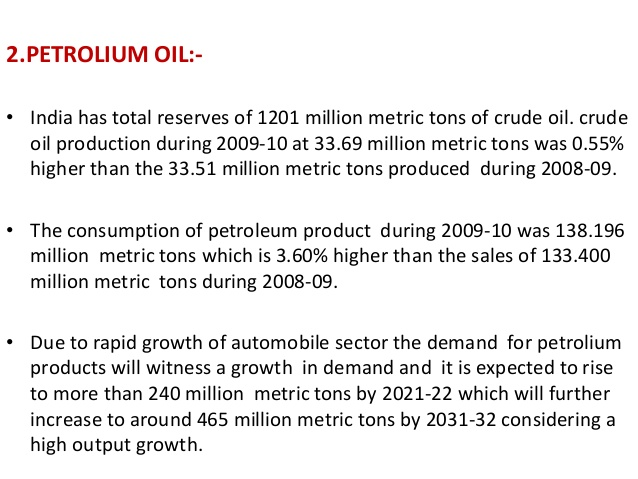 2.PETROLIUM OIL:-
• India has total reserves of 1201 million metric tons of crude oil. crude
oil production during 2009-10 at 33.69 million metric tons was 0.55%
higher than the 33.51 million metric tons produced during 2008-09.
• The consumption of petroleum product during 2009-10 was 138.196
million metric tons which is 3.60% higher than the sales of 133.400
million metric tons during 2008-09.
• Due to rapid growth of automobile sector the demand for petrolium
products will witness a growth in demand and it is expected to rise
to more than 240 million metric tons by 2021-22 which will further
increase to around 465 million metric tons by 2031-32 considering a
high output growth.